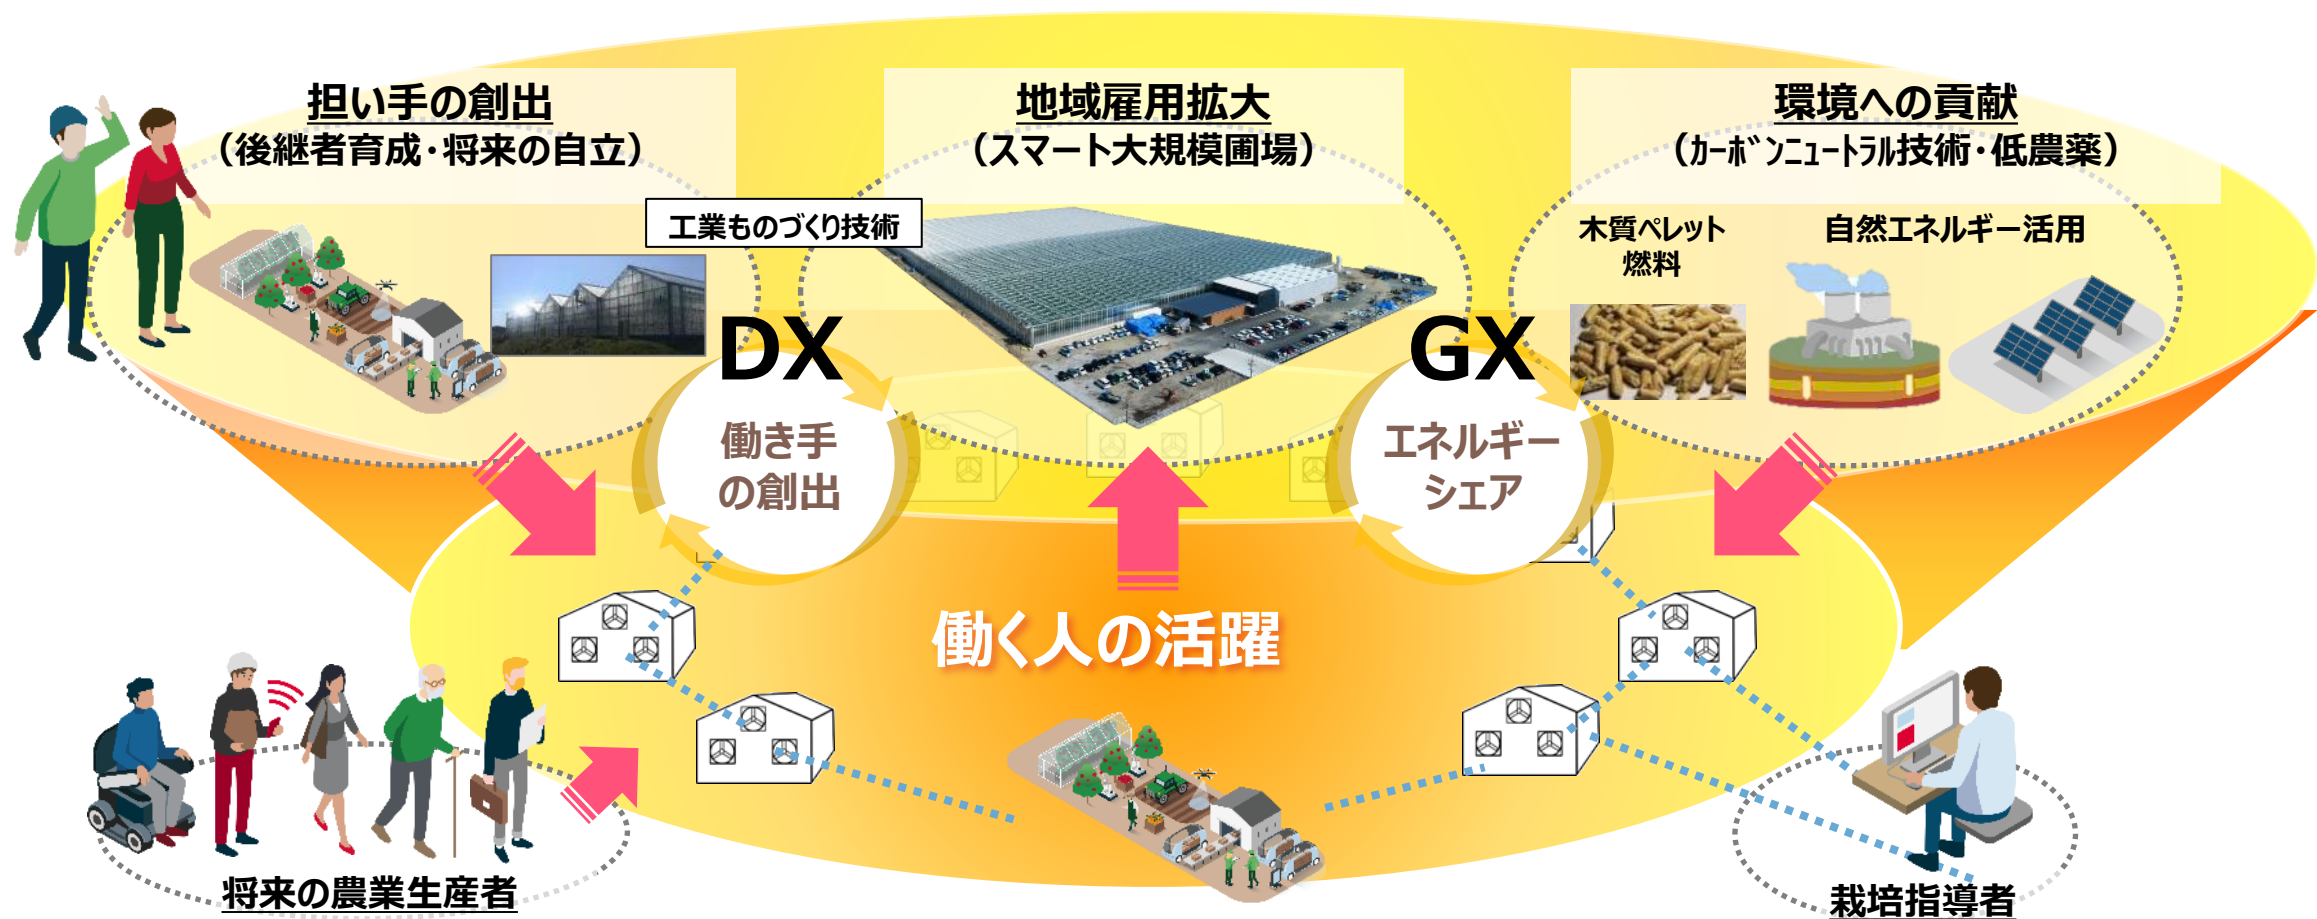 担い手の創出
（後継者育成･将来の自立）
地域雇用拡大
（スマート大規模圃場）
環境への貢献
（ｶｰﾎﾞﾝﾆｭｰﾄﾗﾙ技術･低農薬）
工業ものづくり技術
木質ペレット
燃料
自然エネルギー活用
DX
働き手
の創出
GX
エネルギー
シェア
働く人の活躍
将来の農業生産者
栽培指導者